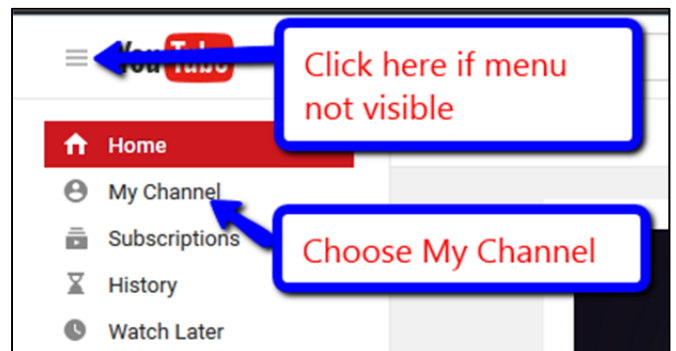 YouTube
Click here if menu
not visible
Home
My Channel
Choose My Channel
Subscriptions
History
Watch Later